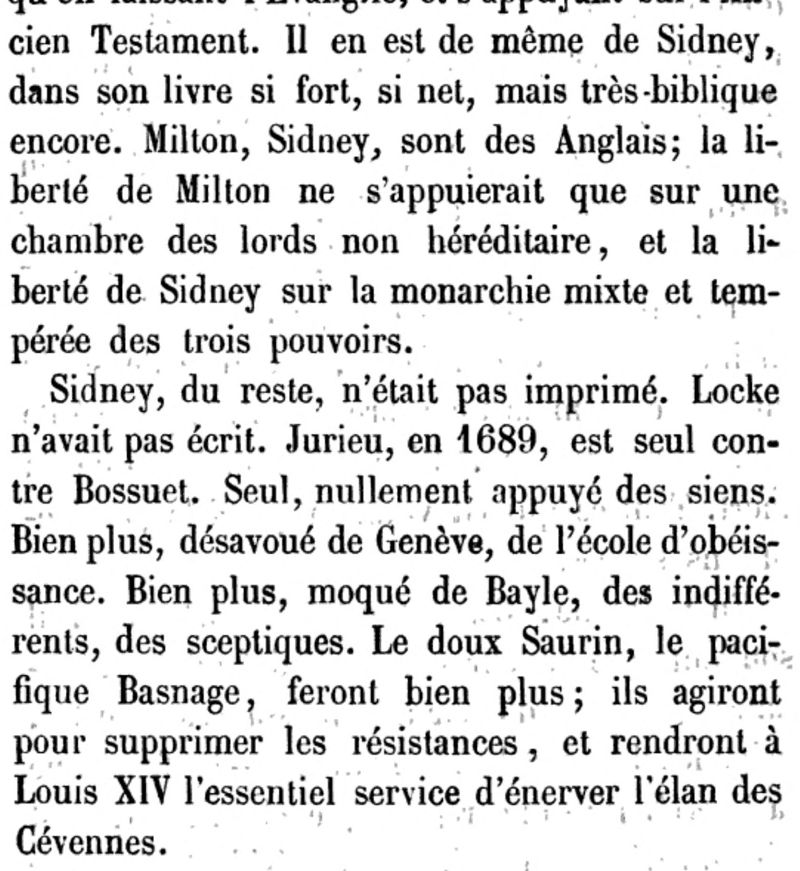 cien Testament. Il en est de même de Sidney,
dans son livre si fort, si net, mais très-biblique
encore. Milton, Sidney, sont des Anglais; la li-
berté de Milton ne s'appuierait que sur une
chambre des lords non héréditaire, et la li-
berté de Sidney sur la monarchie mixte et tem-
pérée des trois pouvoirs.
Sidney, du reste, n'était pas imprimé. Locke
n'avait pas écrit. Jurieu, en 1689, est seul con-
tre Bossuet. Seul, nullement appuyé des siens.
Bien plus, désavoué de Genève, de l'école d'obéis-
sance. Bien plus, moqué de Bayle, des indiffé-
rents, des sceptiques. Le doux Saurin, le paci-
fique Basnage, feront bien plus; ils agiront
pour supprimer les résistances, et rendront à
Louis XIV l'essentiel service d'énerver l'élan des
Cévennes.